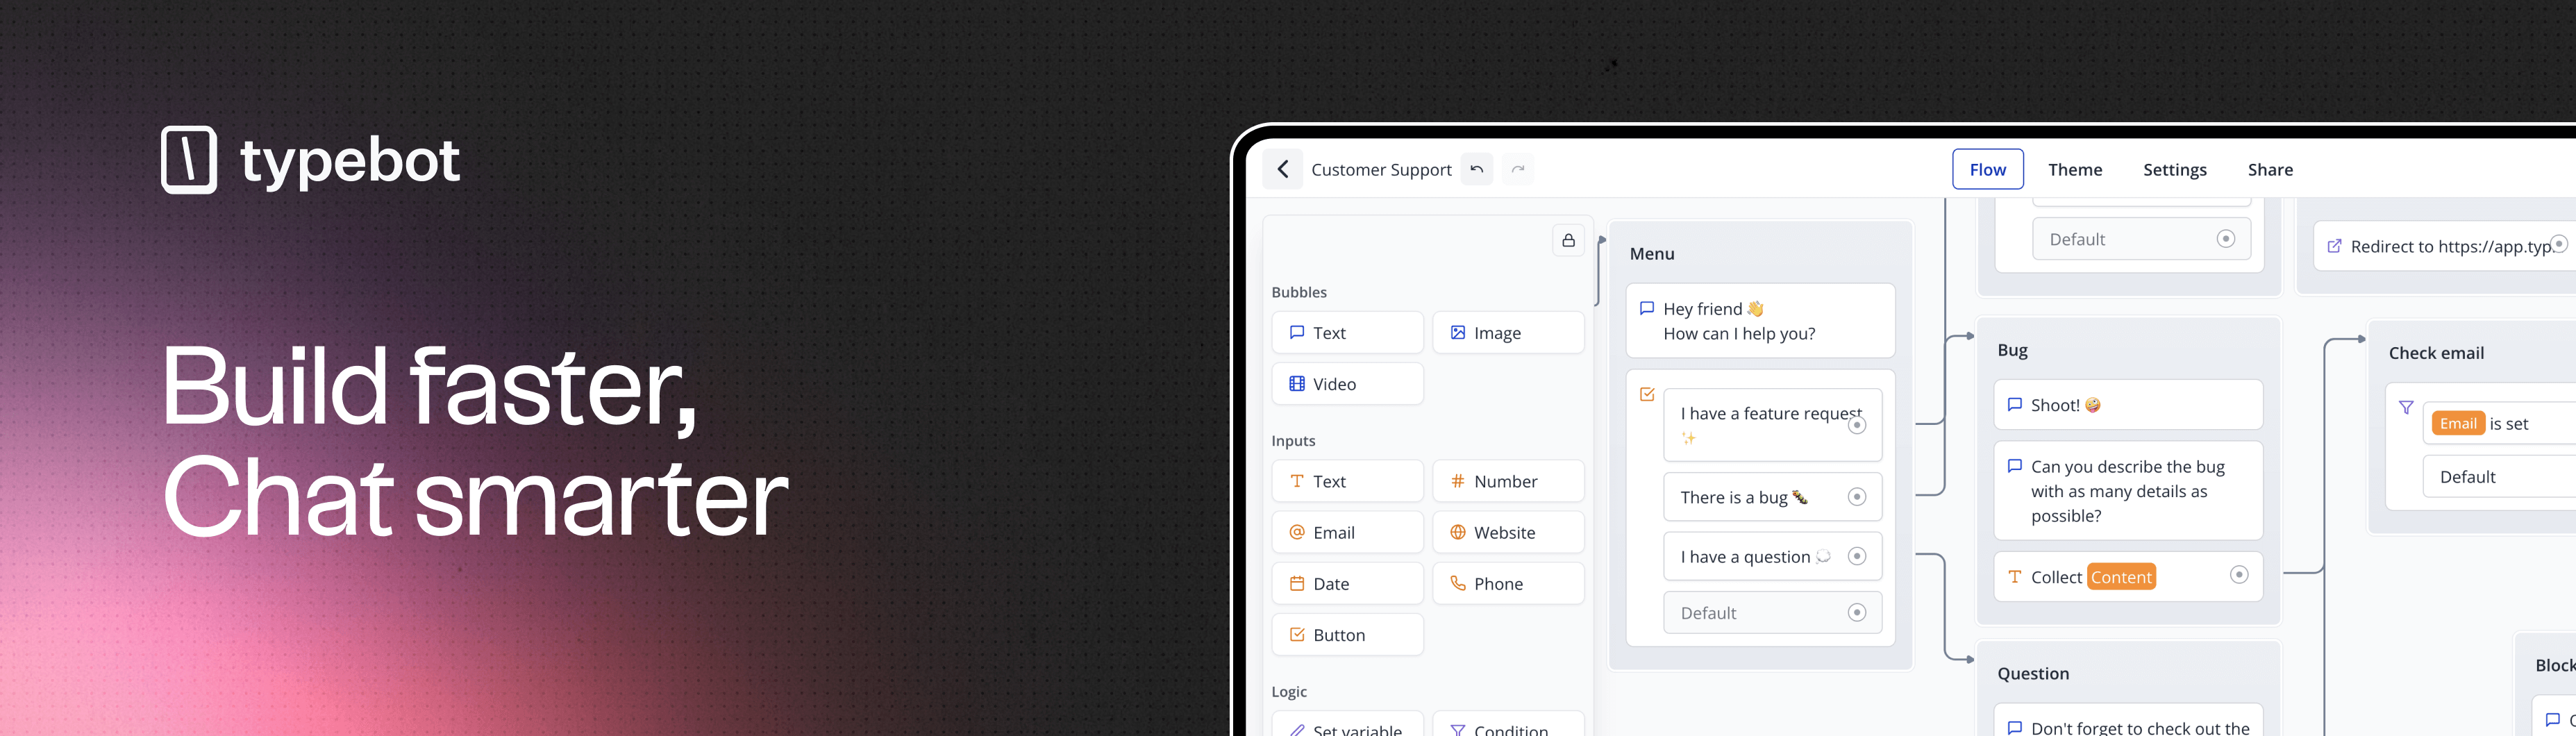 typebot
Build faster,
Chat smarter
Customer Support
Flow
Theme
Settings
Share
Bubbles
Text
Image
Video
Inputs
Text
Number
Email
Website
Date
Phone
Button
Logic
Set variable
Condition
Menu
Hey friend 👋
How can I help you?
I have a feature request
✨
There is a bug 🐛
I have a question 💭
Default
Default
Redirect to https://app.typ
Bug
Shoot! 🤪
Can you describe the bug
with as many details as
possible?
Collect Content
Question
Don't forget to check out the
Check email
Email is set
Default
Block